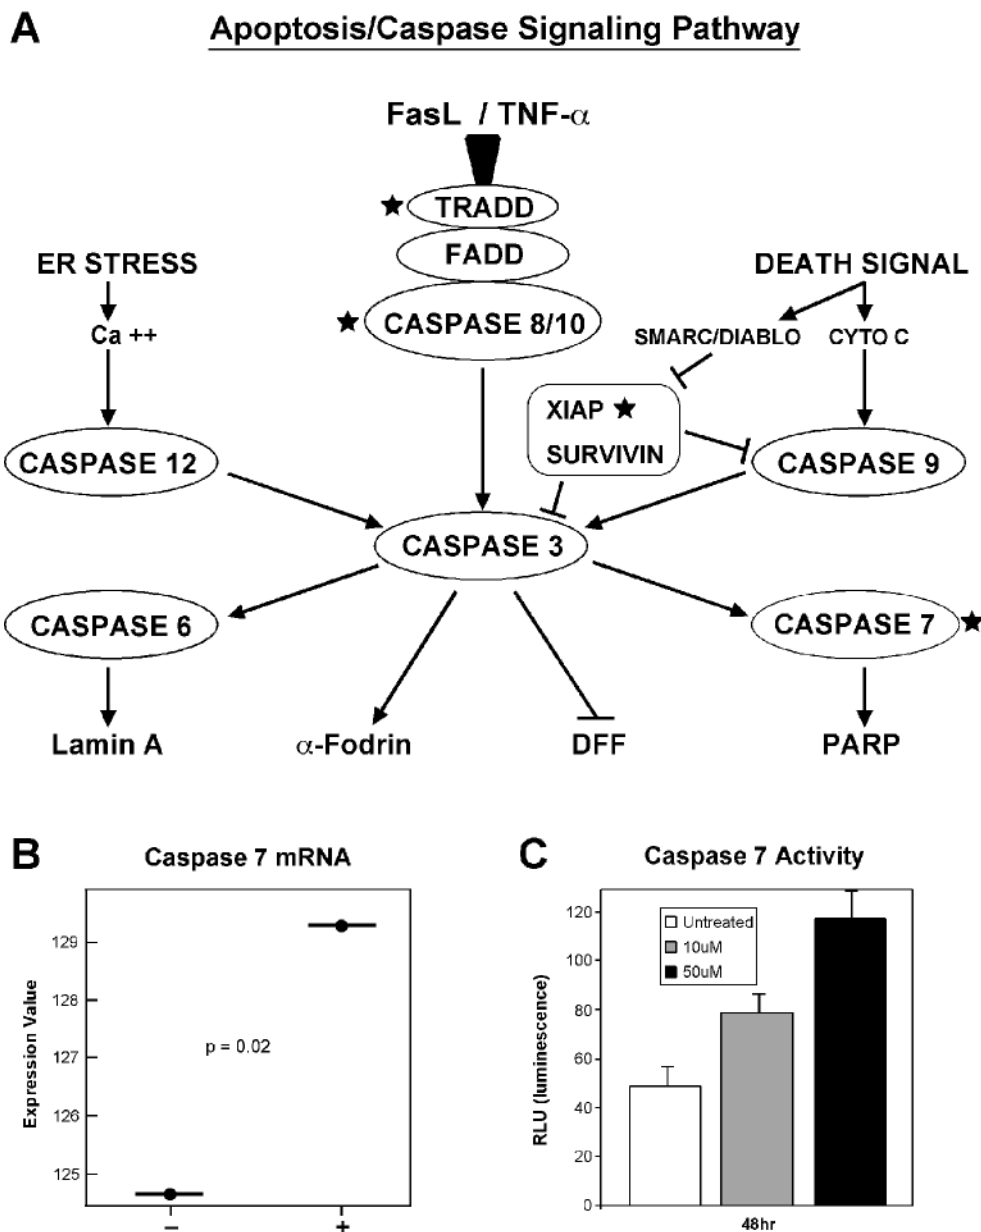 A
Apoptosis/Caspase Signaling Pathway
FasL / TNF-α
TRADD
FADD
CASPASE 8/10
ER STRESS
Ca ++
CASPASE 12
DEATH SIGNAL
SMARC/DIABLO
CYTO C
XIAP
SURVIVIN
CASPASE 9
CASPASE 3
CASPASE 6
CASPASE 7
Lamin A
α-Fodrin
DFF
PARP
B
Caspase 7 mRNA
Expression Value
129
128
127
126
125
p = 0.02
–
+
C
Caspase 7 Activity
RLU (luminescence)
120
100
80
60
40
20
0
Untreated
10uM
50uM
48hr